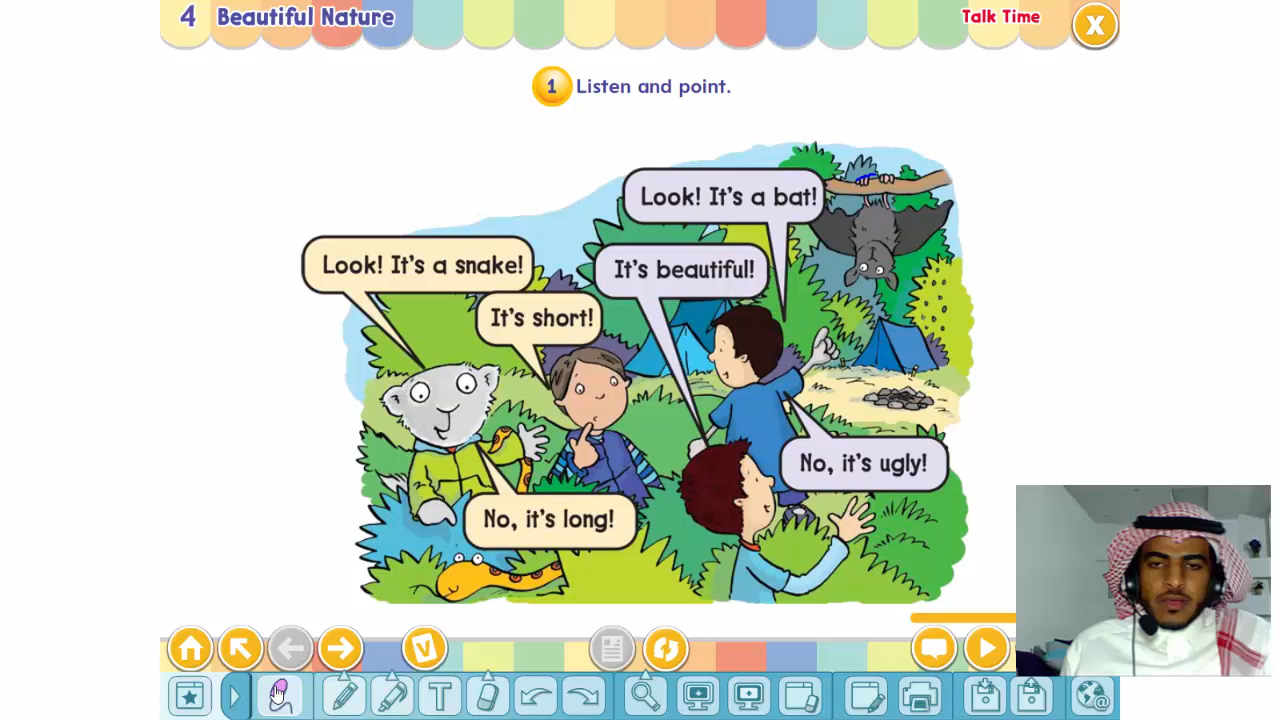 4 Beautiful Nature
Talk Time
X
1 Listen and point.
Look! It's a bat!
Look! It's a snake!
It's beautiful!
It's short!
No, it's ugly!
No, it's long!
V
T